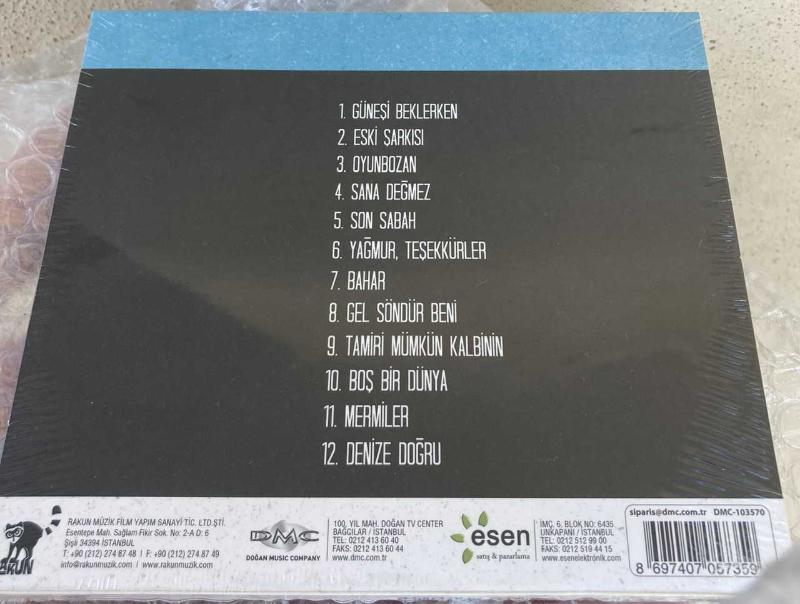 1. GÜNEŞİ BEKLERKEN
2. ESKİ ŞARKISI
3. OYUNBOZAN
4. SANA DEĞMEZ
5. SON SABAH
6. YAĞMUR, TEŞEKKÜRLER
7. BAHAR
8. GEL SÖNDÜR BENİ
9. TAMİRİ MÜMKÜN KALBİNİN
10. BOŞ BİR DÜNYA
11. MERMİLER
12. DENİZE DOĞRU
RAKUN
RAKUN MÜZİK FİLM YAPIM SANAYİ TİC. LTD.ŞTİ.
Esentepe Mah. Sağlam Fikir Sok. No: 2-A D: 6
Şişli 34394 İSTANBUL
T: +90 (212) 274 87 48 | F: +90 (212) 274 87 49
info@rakunmuzik.com | www.rakunmuzik.com
DMC
DOĞAN MUSIC COMPANY
100, YIL MAH. DOĞAN TV CENTER
BAĞCILAR / İSTANBUL
TEL: 0212 413 60 40
FAKS: 0212 413 60 44
www.dmc.com.tr
esen
satış & pazarlama
İMÇ, 6, BLOK NO: 6435
UNKAPANI / İSTANBUL
TEL: 0212 512 99 00
FAKS: 0212 519 44 15
www.esenelektronik.com
siparis@dmc.com.tr DMC-103570
8 697407 057359